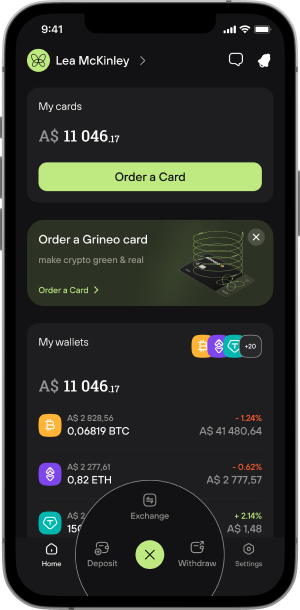 9:41
Lea McKinley
My cards
A$ 11 046.17
Order a Card
Order a Grineo card
make crypto green & real
Order a Card
My wallets
+20
A$ 11 046.17
A$ 2 828,56
- 1.24%
0,06819 BTC
A$ 41 480,64
A$ 2 277,61
- 0.62%
0,82 ETH
A$ 2 777,57
A$ 2
+ 2.14%
150
A$ 1,48
Exchange
Home
Deposit
Withdraw
Settings